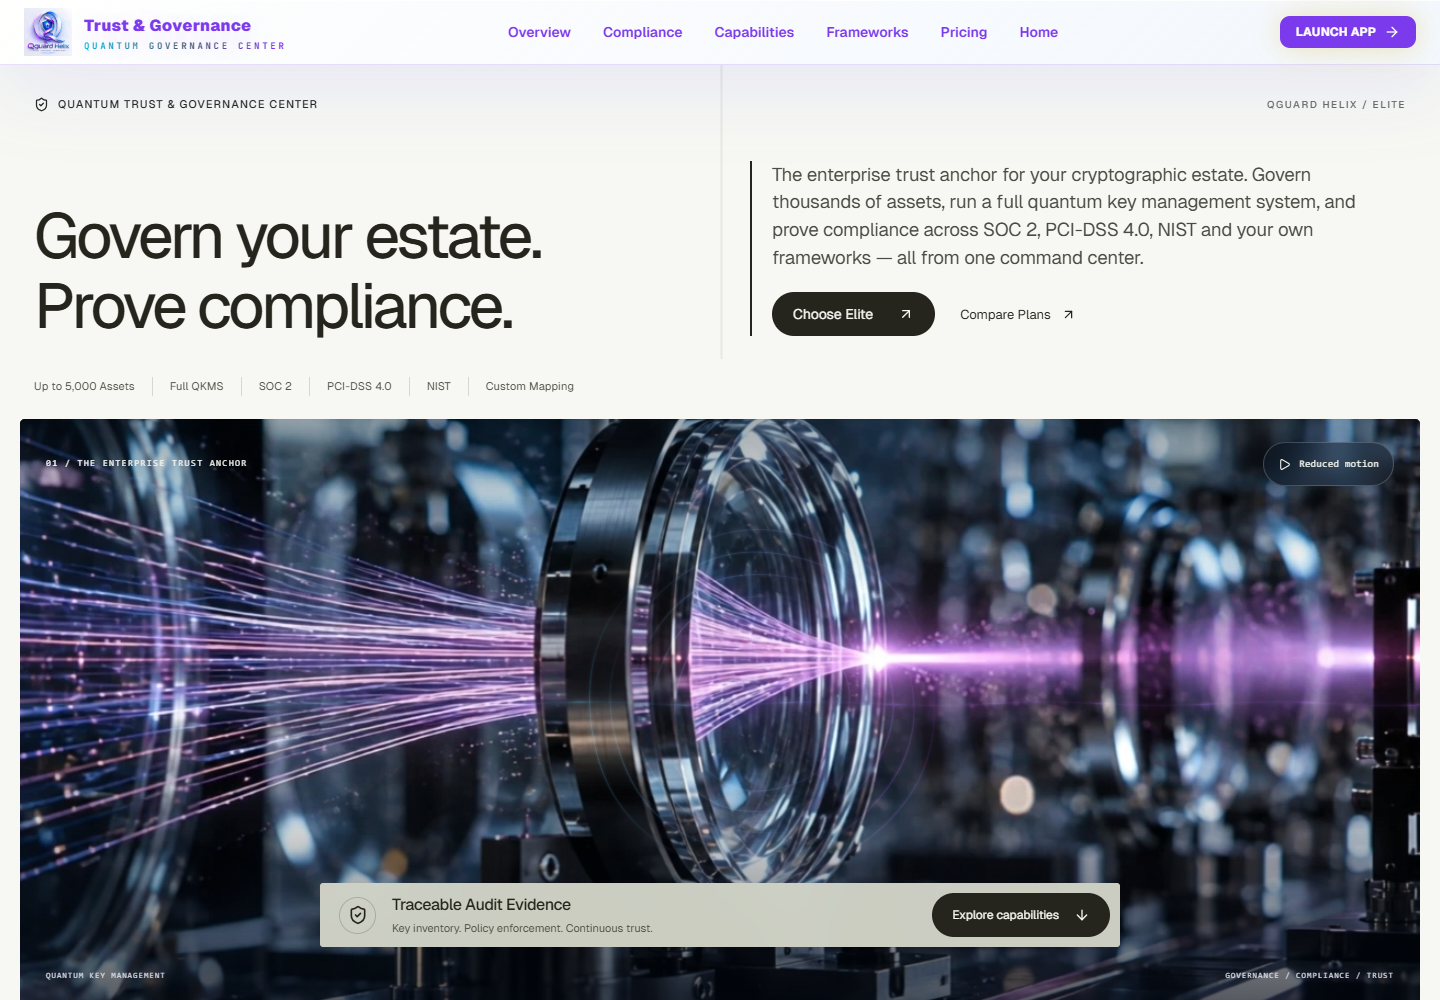 Qguard Helix
Trust & Governance
QUANTUM GOVERNANCE CENTER
Overview
Compliance
Capabilities
Frameworks
Pricing
Home
LAUNCH APP
QUANTUM TRUST & GOVERNANCE CENTER
QGUARD HELIX / ELITE
Govern your estate.
Prove compliance.
The enterprise trust anchor for your cryptographic estate. Govern
thousands of assets, run a full quantum key management system, and
prove compliance across SOC 2, PCI-DSS 4.0, NIST and your own
frameworks — all from one command center.
Choose Elite
Compare Plans
Up to 5,000 Assets
Full QKMS
SOC 2
PCI-DSS 4.0
NIST
Custom Mapping
01 / THE ENTERPRISE TRUST ANCHOR
Reduced motion
Traceable Audit Evidence
Key inventory. Policy enforcement. Continuous trust.
Explore capabilities
QUANTUM KEY MANAGEMENT
GOVERNANCE / COMPLIANCE / TRUST